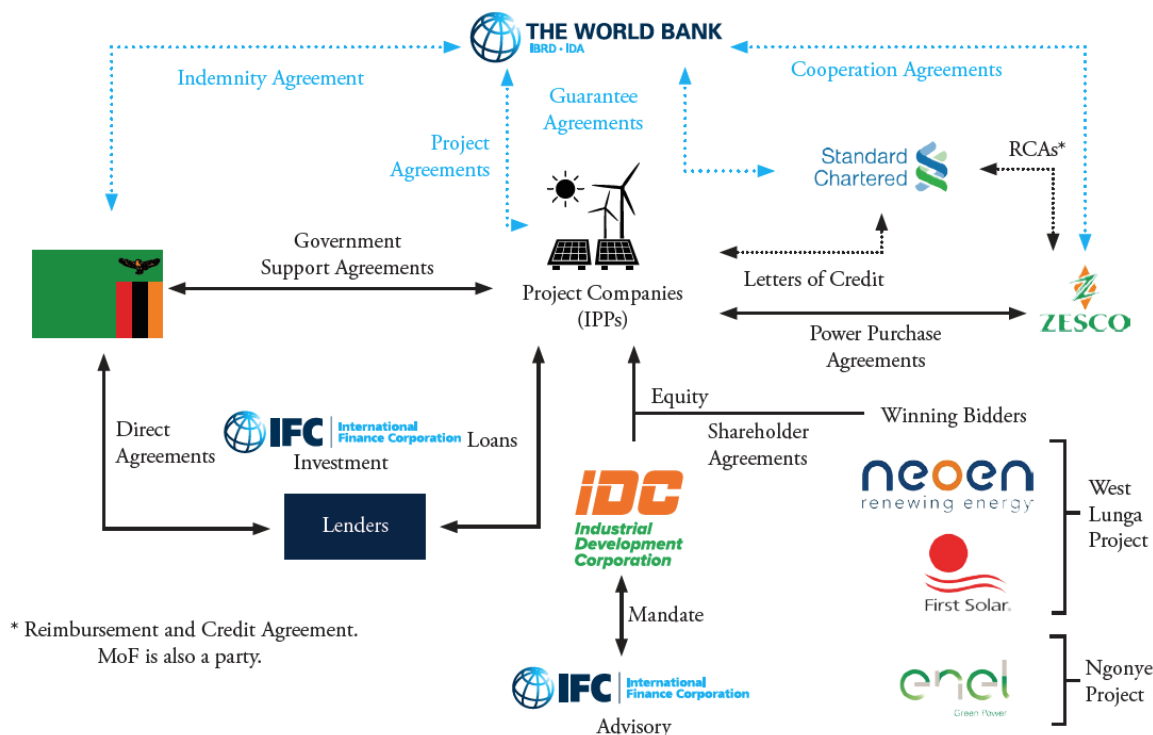 THE WORLD BANK
IBRD • IDA
Indemnity Agreement
Cooperation Agreements
Guarantee
Agreements
Project
Agreements
Standard
Chartered
RCAs*
Government
Support Agreements
Letters of Credit
Project Companies
(IPPs)
ZESCO
Power Purchase
Agreements
Equity
Winning Bidders
Shareholder
Agreements
Direct
Agreements
IFC
International
Finance Corporation
Loans
Investment
Lenders
IDC
Industrial
Development
Corporation
neoen
renewing energy
West
Lunga
Project
First Solar.
Mandate
* Reimbursement and Credit Agreement.
MoF is also a party.
IFC
International
Finance Corporation
Advisory
enel
Green Power
Ngonye
Project